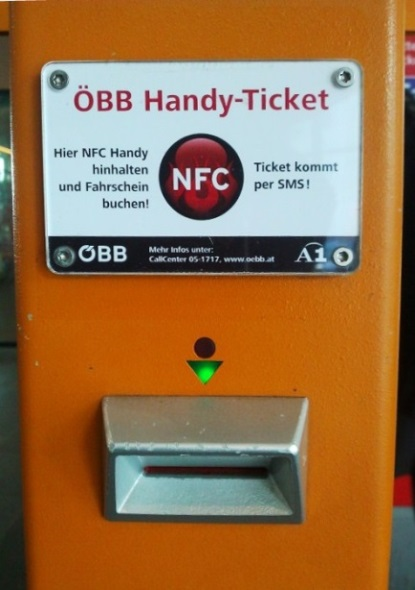 ÖBB Handy-Ticket
Hier NFC Handy
hinhalten
und Fahrschein
buchen!
NFC
Ticket kommt
per SMS!
ÖBB
Mehr Infos unter:
CallCenter 05-1717, www.oebb.at
A1